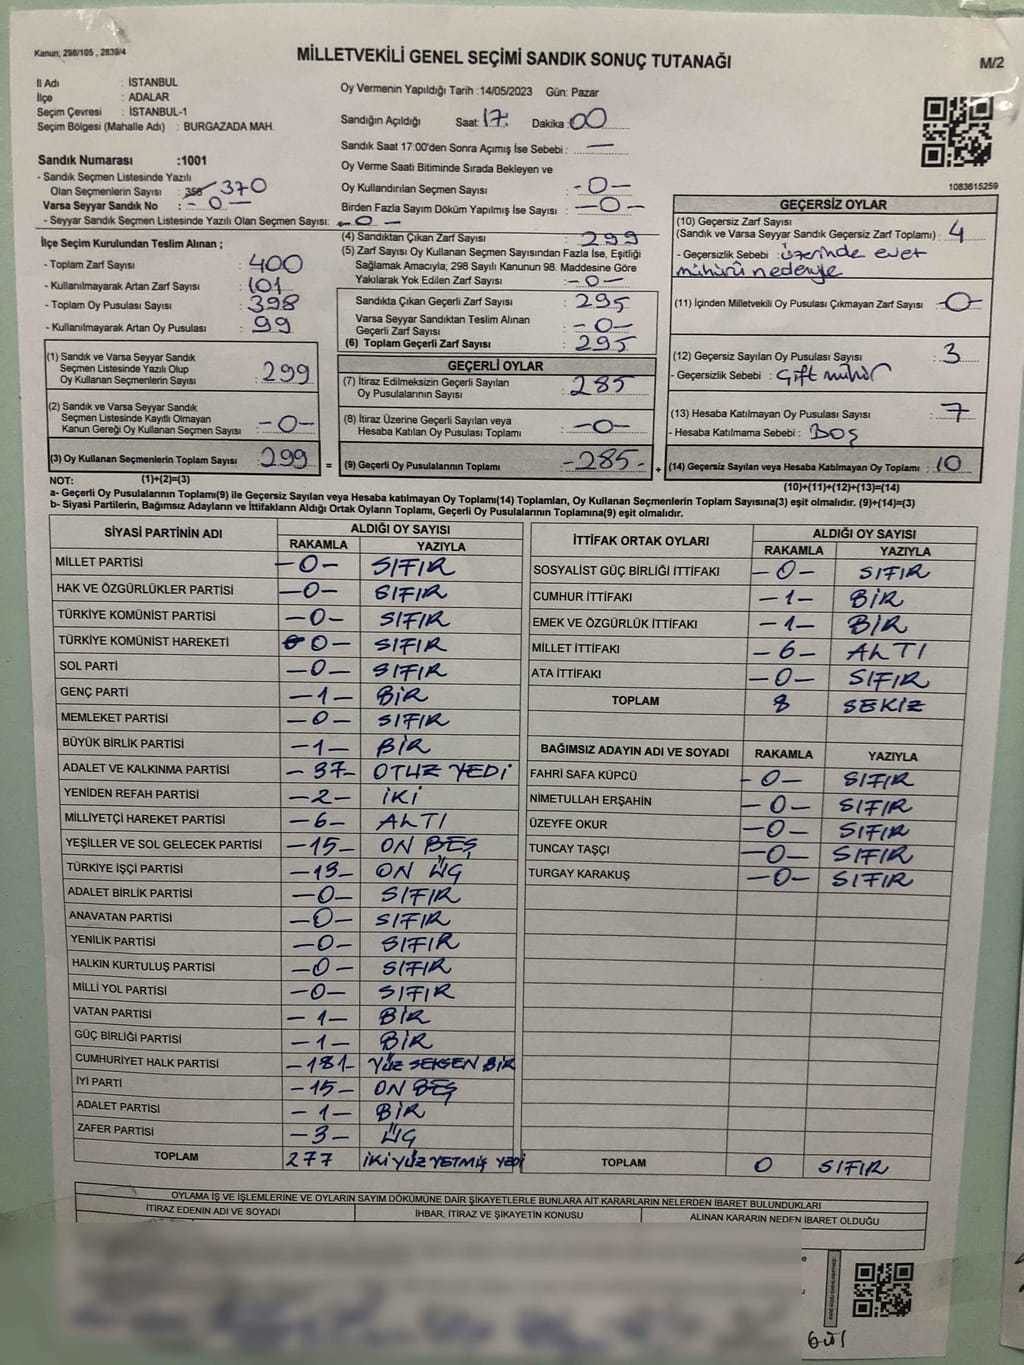 Kanun; 298/105 , 2839/4
MİLLETVEKİLİ GENEL SEÇİMİ SANDIK SONUÇ TUTANAĞI
M/2
İl Adı : İSTANBUL
İlçe : ADALAR
Seçim Çevresi : İSTANBUL-1
Seçim Bölgesi (Mahalle Adı) : BURGAZADA MAH.
Oy Vermenin Yapıldığı Tarih : 14/05/2023 Gün: Pazar
Sandığın Açıldığı Saat: 17 Dakika : 00
Sandık Saat 17:00'den Sonra Açımış İse Sebebi : —
Oy Verme Saati Bitiminde Sırada Bekleyen ve
Oy Kullandırılan Seçmen Sayısı : -0-
Birden Fazla Sayım Döküm Yapılmış İse Sayısı : -0-
1083615259
Sandık Numarası :1001
- Sandık Seçmen Listesinde Yazılı
Olan Seçmenlerin Sayısı : 358 370
Varsa Seyyar Sandık No : -0-
- Seyyar Sandık Seçmen Listesinde Yazılı Olan Seçmen Sayısı: -0-
İlçe Seçim Kurulundan Teslim Alınan ;
- Toplam Zarf Sayısı : 400
- Kullanılmayarak Artan Zarf Sayısı : 101
- Toplam Oy Pusulası Sayısı : 398
- Kullanılmayarak Artan Oy Pusulası : 99
(4) Sandıktan Çıkan Zarf Sayısı : 299
(5) Zarf Sayısı Oy Kullanan Seçmen Sayısından Fazla İse, Eşitliği
Sağlamak Amacıyla; 298 Sayılı Kanunun 98. Maddesine Göre
Yakılarak Yok Edilen Zarf Sayısı : -0-
Sandıkta Çıkan Geçerli Zarf Sayısı : 295
Varsa Seyyar Sandıktan Teslim Alınan
Geçerli Zarf Sayısı : -0-
(6) Toplam Geçerli Zarf Sayısı : 295
GEÇERSİZ OYLAR
(10) Geçersiz Zarf Sayısı
(Sandık ve Varsa Seyyar Sandık Geçersiz Zarf Toplamı) : 4
- Geçersizlik Sebebi : üzerinde evet
mührü nedeniyle
(11) İçinden Milletvekili Oy Pusulası Çıkmayan Zarf Sayısı : -0-
(12) Geçersiz Sayılan Oy Pusulası Sayısı : 3
- Geçersizlik Sebebi : Çift mühür
(13) Hesaba Katılmayan Oy Pusulası Sayısı : 7
- Hesaba Katılmama Sebebi : BOŞ
(14) Geçersiz Sayılan veya Hesaba Katılmayan Oy Toplamı : 10
(10)+(11)+(12)+(13)=(14)
(1) Sandık ve Varsa Seyyar Sandık
Seçmen Listesinde Yazılı Olup
Oy Kullanan Seçmenlerin Sayısı : 299
(2) Sandık ve Varsa Seyyar Sandık
Seçmen Listesinde Kayıtlı Olmayan
Kanun Gereği Oy Kullanan Seçmen Sayısı : -0-
(3) Oy Kullanan Seçmenlerin Toplam Sayısı : 299 =
GEÇERLİ OYLAR
(7) İtiraz Edilmeksizin Geçerli Sayılan
Oy Pusulalarının Sayısı : 285
(8) İtiraz Üzerine Geçerli Sayılan veya
Hesaba Katılan Oy Pusulası Toplamı : -0-
(9) Geçerli Oy Pusulalarının Toplamı : -285- +
NOT: (1)+(2)=(3)
a- Geçerli Oy Pusulalarının Toplamı(9) ile Geçersiz Sayılan veya Hesaba katılmayan Oy Toplamı(14) Toplamları, Oy Kullanan Seçmenlerin Toplam Sayısına(3) eşit olmalıdır. (9)+(14)=(3)
b- Siyasi Partilerin, Bağımsız Adayların ve İttifakların Aldığı Ortak Oyların Toplamı, Geçerli Oy Pusulalarının Toplamına(9) eşit olmalıdır.
SİYASİ PARTİNİN ADI ALDIĞI OY SAYISI
RAKAMLA YAZIYLA
MİLLET PARTİSİ -0- SIFIR
HAK VE ÖZGÜRLÜKLER PARTİSİ -0- SIFIR
TÜRKİYE KOMÜNİST PARTİSİ -0- SIFIR
TÜRKİYE KOMÜNİST HAREKETİ 0- SIFIR
SOL PARTİ -0- SIFIR
GENÇ PARTİ -1- BİR
MEMLEKET PARTİSİ -0- SIFIR
BÜYÜK BİRLİK PARTİSİ -1- BİR
ADALET VE KALKINMA PARTİSİ -37- OTUZ YEDİ
YENİDEN REFAH PARTİSİ -2- İKİ
MİLLİYETÇİ HAREKET PARTİSİ -6- ALTI
YEŞİLLER VE SOL GELECEK PARTİSİ -15- ON BEŞ
TÜRKİYE İŞÇİ PARTİSİ -13- ON ÜÇ
ADALET BİRLİK PARTİSİ -0- SIFIR
ANAVATAN PARTİSİ -0- SIFIR
YENİLİK PARTİSİ -0- SIFIR
HALKIN KURTULUŞ PARTİSİ -0- SIFIR
MİLLİ YOL PARTİSİ -0- SIFIR
VATAN PARTİSİ -1- BİR
GÜÇ BİRLİĞİ PARTİSİ -1- BİR
CUMHURİYET HALK PARTİSİ -181- YÜZ SEKSEN BİR
İYİ PARTİ -15- ON BEŞ
ADALET PARTİSİ -1- BİR
ZAFER PARTİSİ -3- ÜÇ
TOPLAM 277 İKİ YÜZ YETMİŞ YEDİ
İTTİFAK ORTAK OYLARI ALDIĞI OY SAYISI
RAKAMLA YAZIYLA
SOSYALİST GÜÇ BİRLİĞİ İTTİFAKI -0- SIFIR
CUMHUR İTTİFAKI -1- BİR
EMEK VE ÖZGÜRLÜK İTTİFAKI -1- BİR
MİLLET İTTİFAKI -6- ALTI
ATA İTTİFAKI -0- SIFIR
TOPLAM 8 SEKİZ
BAĞIMSIZ ADAYIN ADI VE SOYADI RAKAMLA YAZIYLA
FAHRİ SAFA KÜPCÜ -0- SIFIR
NİMETULLAH ERŞAHİN -0- SIFIR
ÜZEYFE OKUR -0- SIFIR
TUNCAY TAŞÇI -0- SIFIR
TURGAY KARAKUŞ -0- SIFIR
TOPLAM 0 SIFIR
OYLAMA İŞ VE İŞLEMLERİNE VE OYLARIN SAYIM DÖKÜMÜNE DAİR ŞİKAYETLERLE BUNLARA AİT KARARLARIN NELERDEN İBARET BULUNDUKLARI
İTİRAZ EDENİN ADI VE SOYADI İHBAR, İTİRAZ VE ŞİKAYETİN KONUSU ALINAN KARARIN NEDEN İBARET OLDUĞU